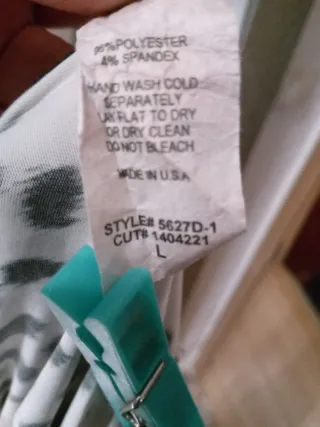 96% POLYESTER
4% SPANDEX
HAND WASH COLD
SEPARATELY
LAY FLAT TO DRY
OR DRY CLEAN
DO NOT BLEACH
MADE IN U.S.A
STYLE# 5627D-1
CUT# 1404221
L